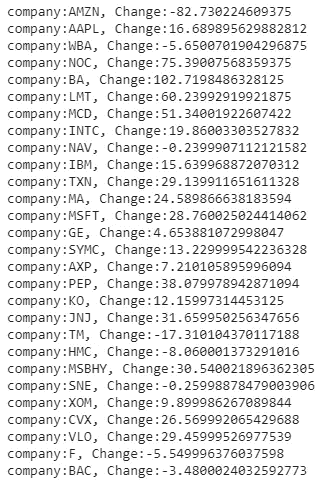 company:AMZN, Change:-82.730224609375
company:AAPL, Change:16.689895629882812
company:WBA, Change:-5.6500701904296875
company:NOC, Change:75.39007568359375
company:BA, Change:102.7198486328125
company:LMT, Change:60.23992919921875
company:MCD, Change:51.34001922607422
company:INTC, Change:19.86003303527832
company:NAV, Change:-0.2399907112121582
company:IBM, Change:15.639968872070312
company:TXN, Change:29.139911651611328
company:MA, Change:24.589866638183594
company:MSFT, Change:28.760025024414062
company:GE, Change:4.653881072998047
company:SYMC, Change:13.229999542236328
company:AXP, Change:7.210105895996094
company:PEP, Change:38.079978942871094
company:KO, Change:12.15997314453125
company:JNJ, Change:31.659950256347656
company:TM, Change:-17.310104370117188
company:HMC, Change:-8.060001373291016
company:MSBHY, Change:30.540021896362305
company:SNE, Change:-0.25998878479003906
company:XOM, Change:9.899986267089844
company:CVX, Change:26.569992065429688
company:VLO, Change:29.45999526977539
company:F, Change:-5.549996376037598
company:BAC, Change:-3.4800024032592773